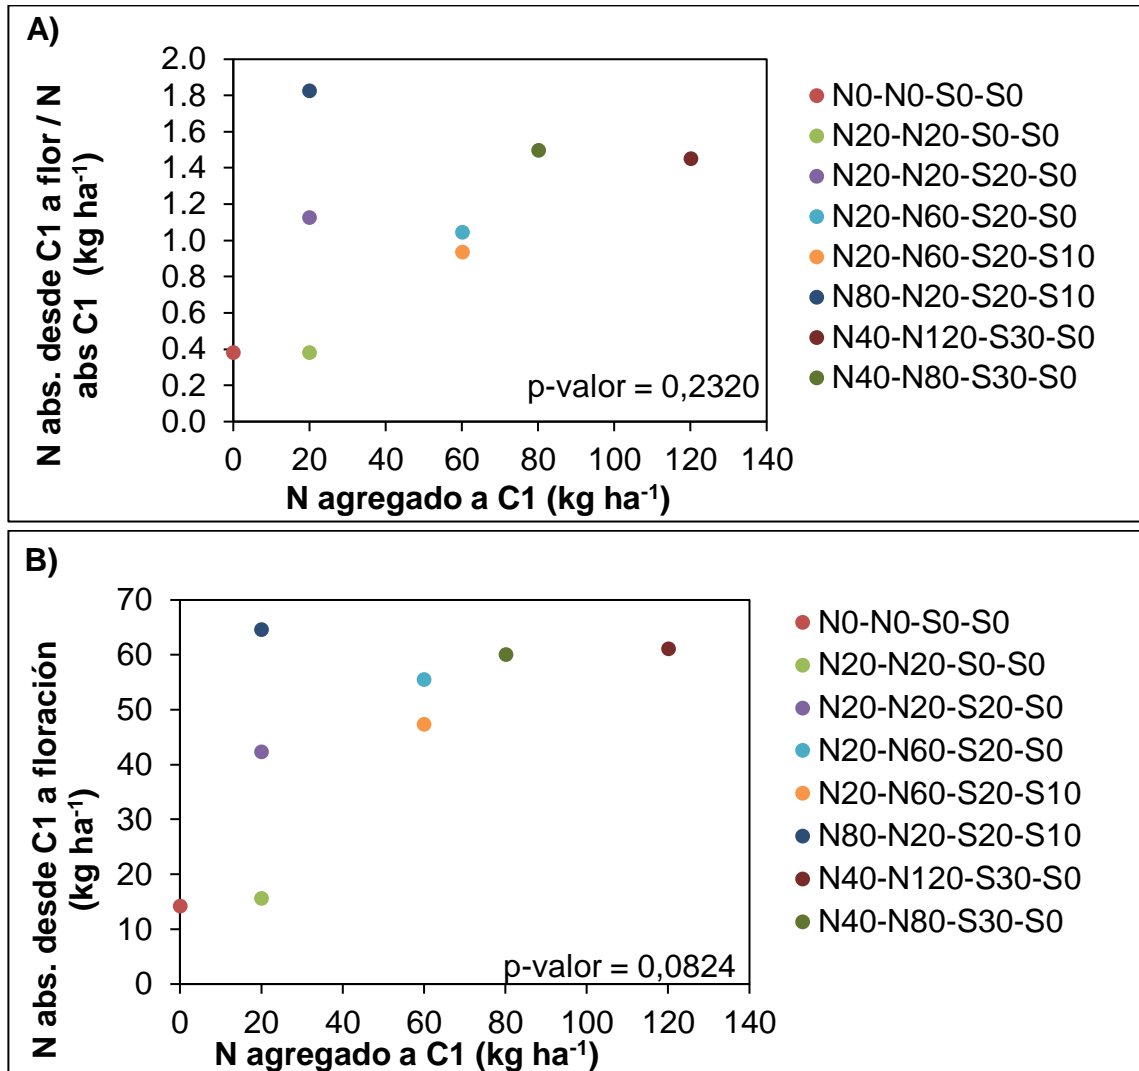 A)
N abs. desde C1 a flor / N
abs C1 (kg ha⁻¹)
2.0
1.8
1.6
1.4
1.2
1.0
0.8
0.6
0.4
0.2
0.0
0 20 40 60 80 100 120 140
N agregado a C1 (kg ha⁻¹)
p-valor = 0,2320
N0-N0-S0-S0
N20-N20-S0-S0
N20-N20-S20-S0
N20-N60-S20-S0
N20-N60-S20-S10
N80-N20-S20-S10
N40-N120-S30-S0
N40-N80-S30-S0
B)
N abs. desde C1 a floración
(kg ha⁻¹)
70
60
50
40
30
20
10
0
0 20 40 60 80 100 120 140
N agregado a C1 (kg ha⁻¹)
p-valor = 0,0824
N0-N0-S0-S0
N20-N20-S0-S0
N20-N20-S20-S0
N20-N60-S20-S0
N20-N60-S20-S10
N80-N20-S20-S10
N40-N120-S30-S0
N40-N80-S30-S0